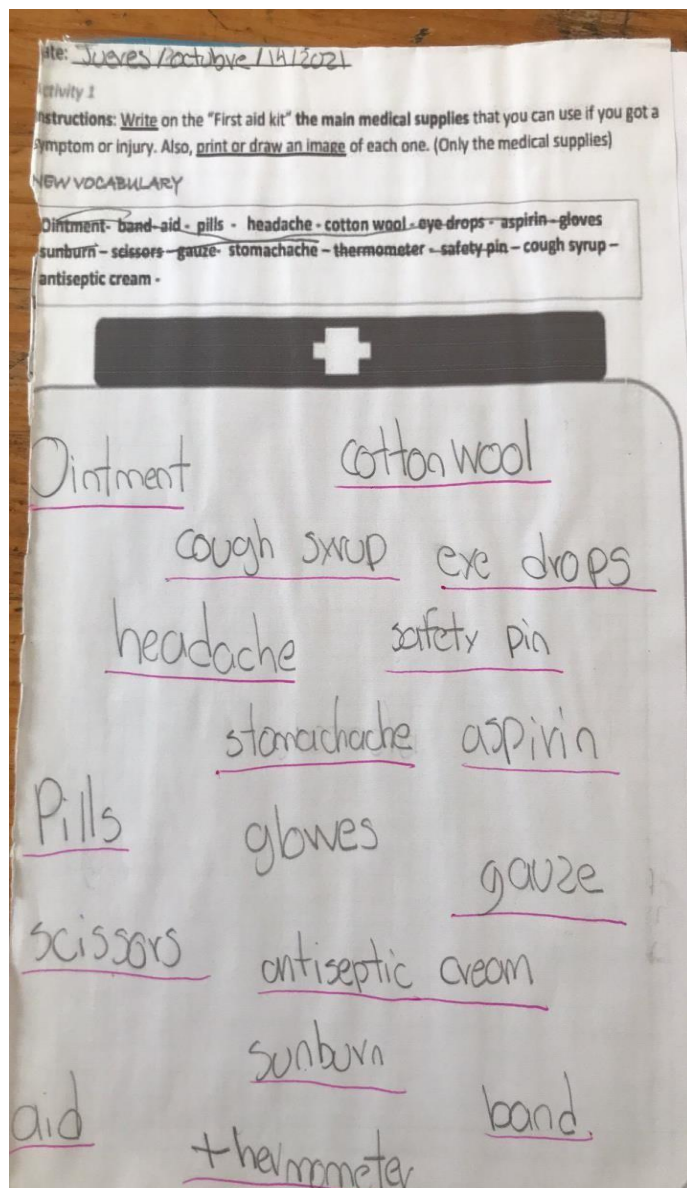 ate: Jueves/octubre/14/2021
ctivity 1
nstructions: Write on the "First aid kit" the main medical supplies that you can use if you got a
symptom or injury. Also, print or draw an image of each one. (Only the medical supplies)
NEW VOCABULARY
Ointment- band-aid - pills - headache - cotton wool - eye drops - aspirin - gloves
sunburn – scissors – gauze- stomachache – thermometer – safety pin – cough syrup –
antiseptic cream -
Ointment cotton wool
cough syrup eye drops
headache safety pin
stomachache aspirin
Pills glowes
gauze
scissors antiseptic cream
sunburn
aid band.
thermometer